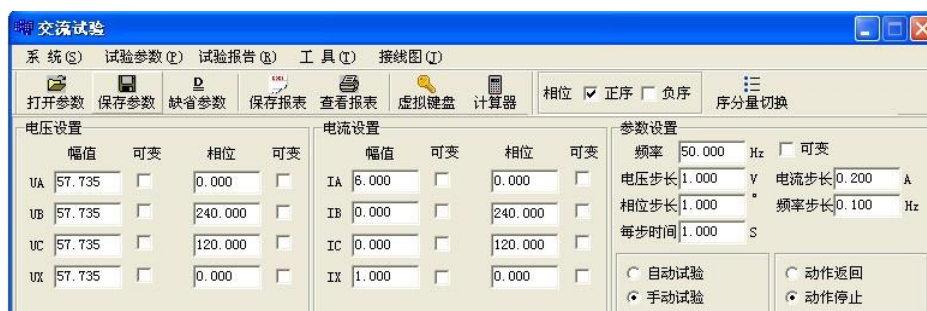 交流试验
系 统(S) 试验参数(P) 试验报告(R) 工 具(T) 接线图(J)
打开参数 保存参数 D 缺省参数 保存报表 查看报表 虚拟键盘 计算器 相位 正序 负序 序分量切换
电压设置 电流设置 参数设置
幅值 可变 相位 可变 幅值 可变 相位 可变 频率 50.000 Hz 可变
UA 57.735 0.000 IA 6.000 0.000 电压步长 1.000 V 电流步长 0.200 A
UB 57.735 240.000 IB 0.000 240.000 相位步长 1.000 ° 频率步长 0.100 Hz
UC 57.735 120.000 IC 0.000 120.000 每步时间 1.000 S
UX 57.735 0.000 IX 1.000 0.000 自动试验 动作返回
手动试验 动作停止